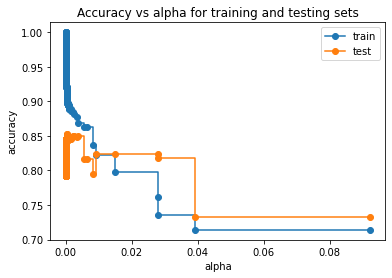 Accuracy vs alpha for training and testing sets
train
test
accuracy
1.00
0.95
0.90
0.85
0.80
0.75
0.70
0.00 0.02 0.04 0.06 0.08
alpha